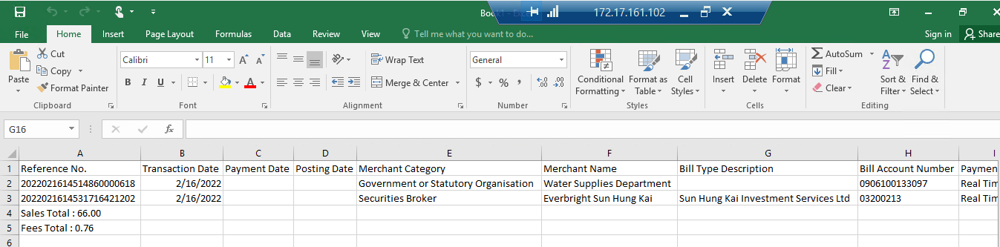 Book1 - Excel
172.17.161.102
File Home Insert Page Layout Formulas Data Review View Tell me what you want to do... Sign in Share
Cut
Copy
Format Painter
Paste
Clipboard
Calibri 11
B I U A
Font
Wrap Text
Merge & Center
Alignment
General
$ % , .00 .0
Number
Conditional Formatting
Format as Table
Cell Styles
Styles
Insert Delete Format
Cells
AutoSum
Fill
Clear
Sort & Filter
Find & Select
Editing
G16 fx
A B C D E F G H I
1 Reference No. Transaction Date Payment Date Posting Date Merchant Category Merchant Name Bill Type Description Bill Account Number Paymen
2 2022021614514860000618 2/16/2022 Government or Statutory Organisation Water Supplies Department 0906100133097 Real Tim
3 2022021614531716421202 2/16/2022 Securities Broker Everbright Sun Hung Kai Sun Hung Kai Investment Services Ltd 03200213 Real Tim
4 Sales Total : 66.00
5 Fees Total : 0.76
6